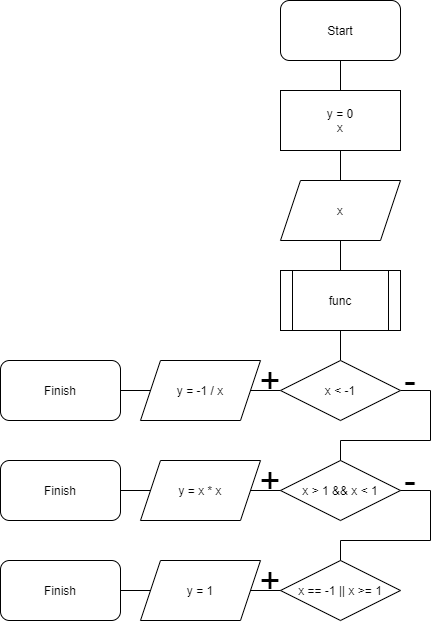 Start
y = 0
x
x
func
Finish
y = -1 / x
+
x < -1
-
Finish
y = x * x
+
x > 1 && x < 1
-
Finish
y = 1
+
x == -1 || x >= 1